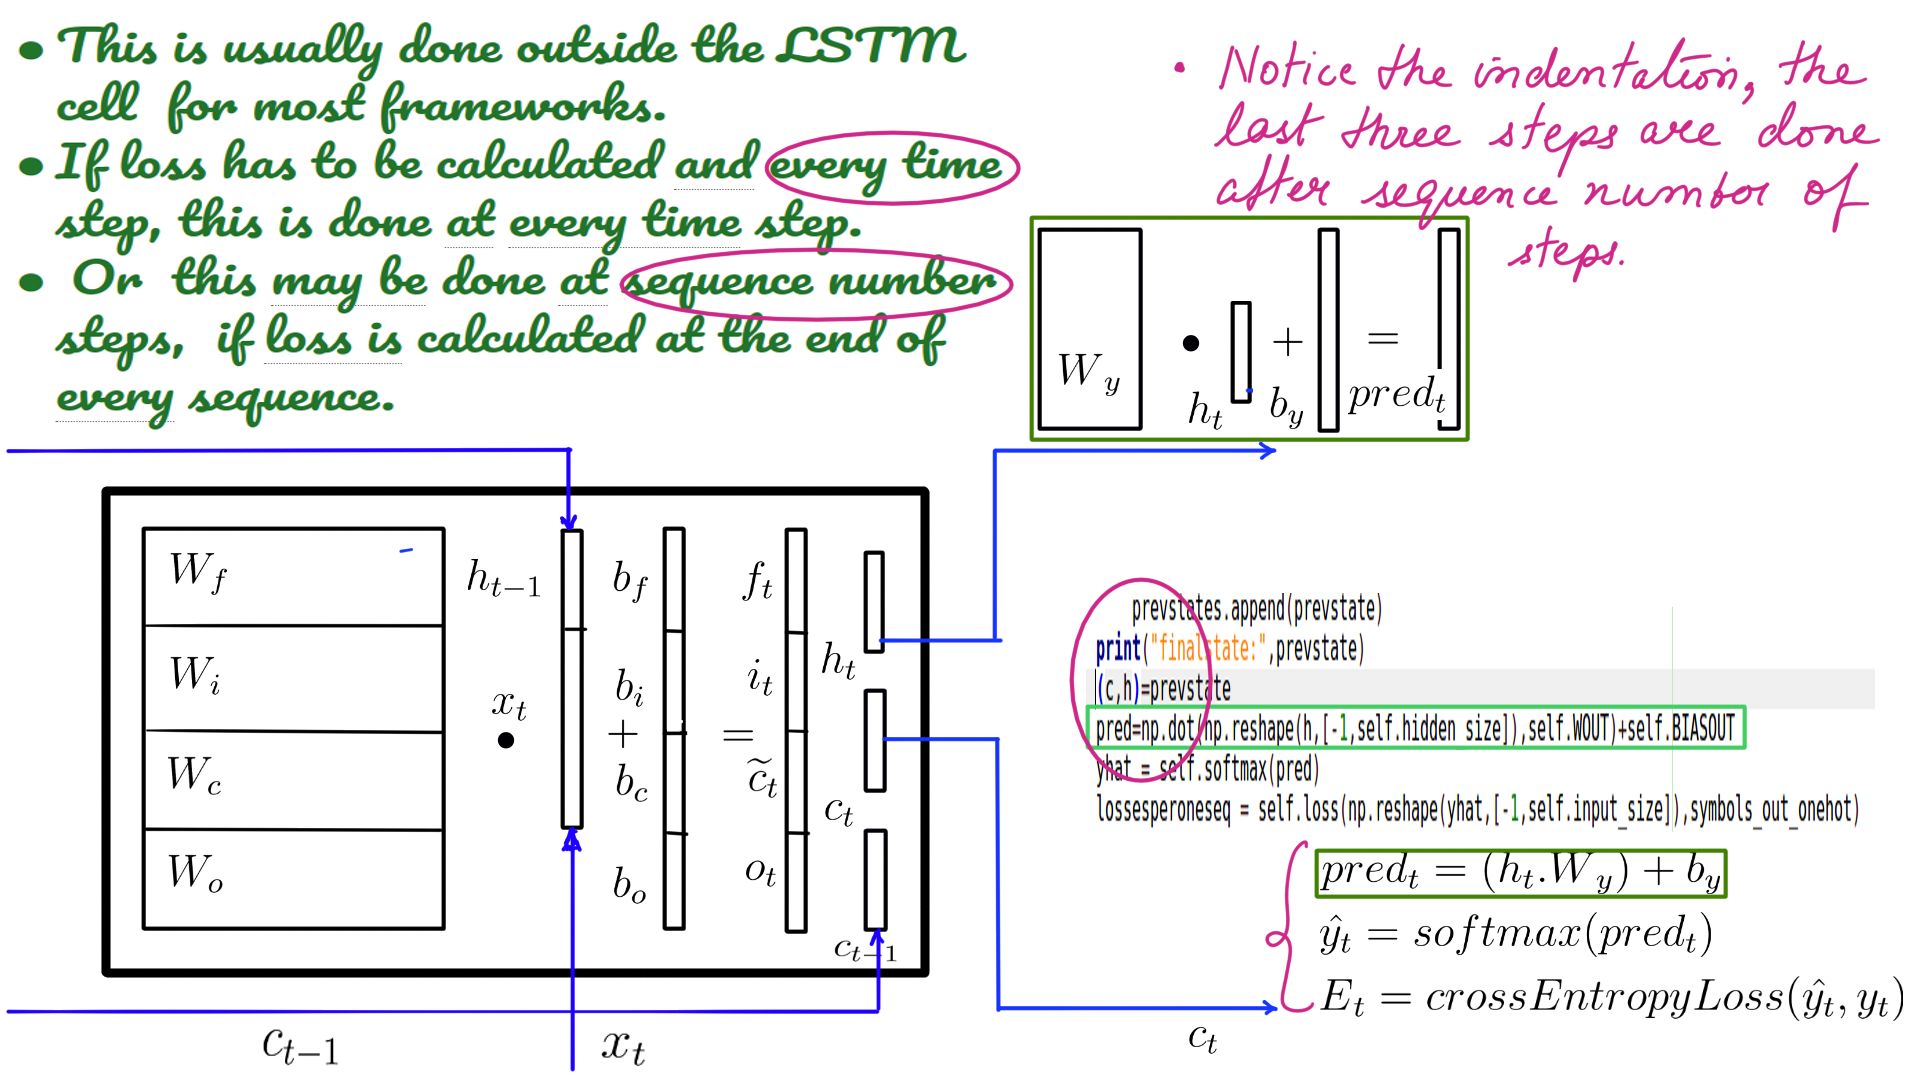 • This is usually done outside the LSTM
cell for most frameworks.
• If loss has to be calculated and every time
step, this is done at every time step.
• Or this may be done at sequence number
steps, if loss is calculated at the end of
every sequence.
• Notice the indentation, the
last three steps are done
after sequence number of
steps.
W_y • h_t + b_y = pred_t
W_f
W_i
W_c
W_o
h_{t-1}
x_t
•
b_f
b_i
+
b_c
b_o
=
f_t
i_t
c̃_t
o_t
h_t
c_t
c_{t-1}
c_{t-1}
x_t
c_t
prevstates.append(prevstate)
print("finalstate:",prevstate)
(c,h)=prevstate
pred=np.dot(np.reshape(h,[-1,self.hidden_size]),self.WOUT)+self.BIASOUT
yhat = self.softmax(pred)
lossesperoneseq = self.loss(np.reshape(yhat,[-1,self.input_size]),symbols_out_onehot)
pred_t = (h_t.W_y) + b_y
ŷ_t = softmax(pred_t)
E_t = crossEntropyLoss(ŷ_t, y_t)